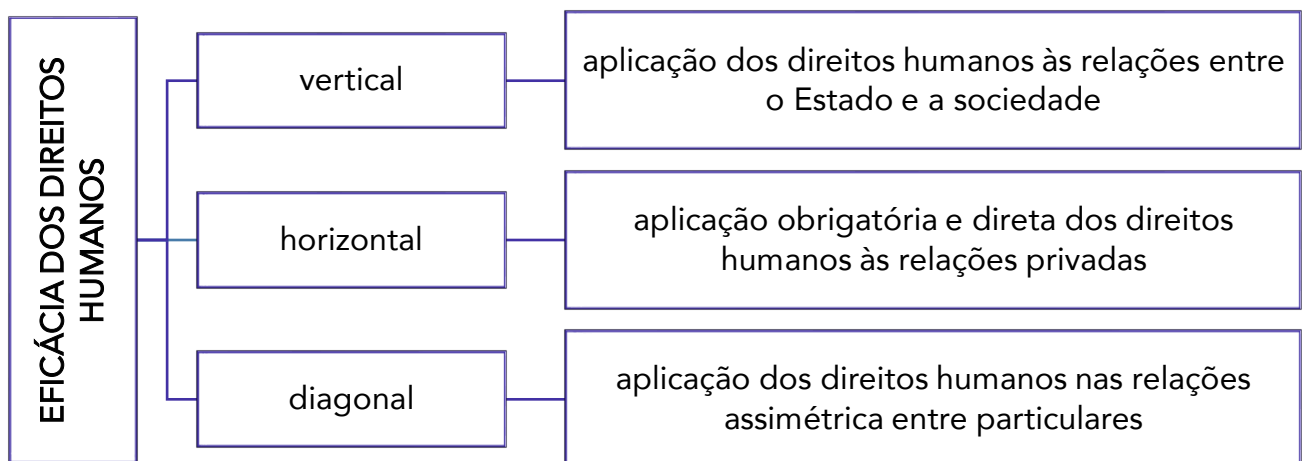 EFICÁCIA DOS DIREITOS
HUMANOS
vertical
aplicação dos direitos humanos às relações entre
o Estado e a sociedade
horizontal
aplicação obrigatória e direta dos direitos
humanos às relações privadas
diagonal
aplicação dos direitos humanos nas relações
assimétrica entre particulares